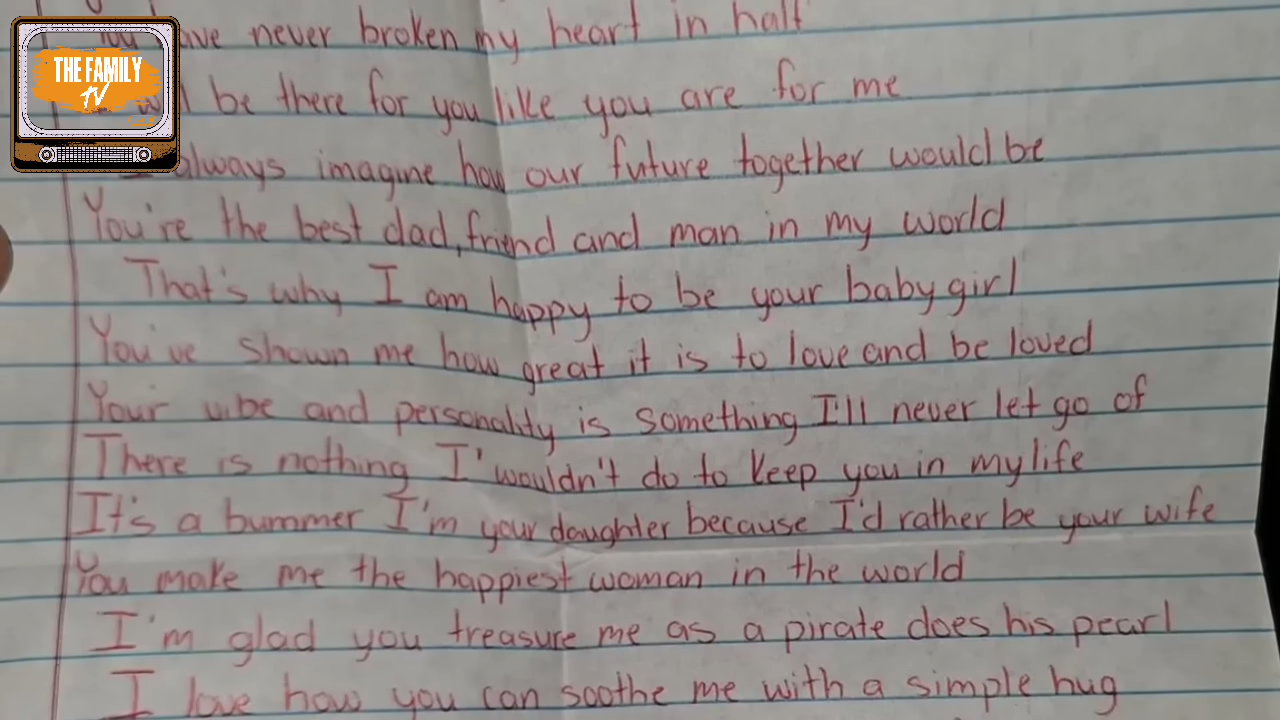 THE FAMILY
TV
never broken my heart in half
be there for you like you are for me
always imagine how our future together would be
You're the best dad, friend and man in my world
That's why I am happy to be your baby girl
You've shown me how great it is to love and be loved
Your vibe and personality is something I'll never let go of
There is nothing I' wouldn't do to keep you in my life
It's a bummer I'm your daughter because I'd rather be your wife
You make me the happiest woman in the world
I'm glad you treasure me as a pirate does his pearl
I love how you can soothe me with a simple hug